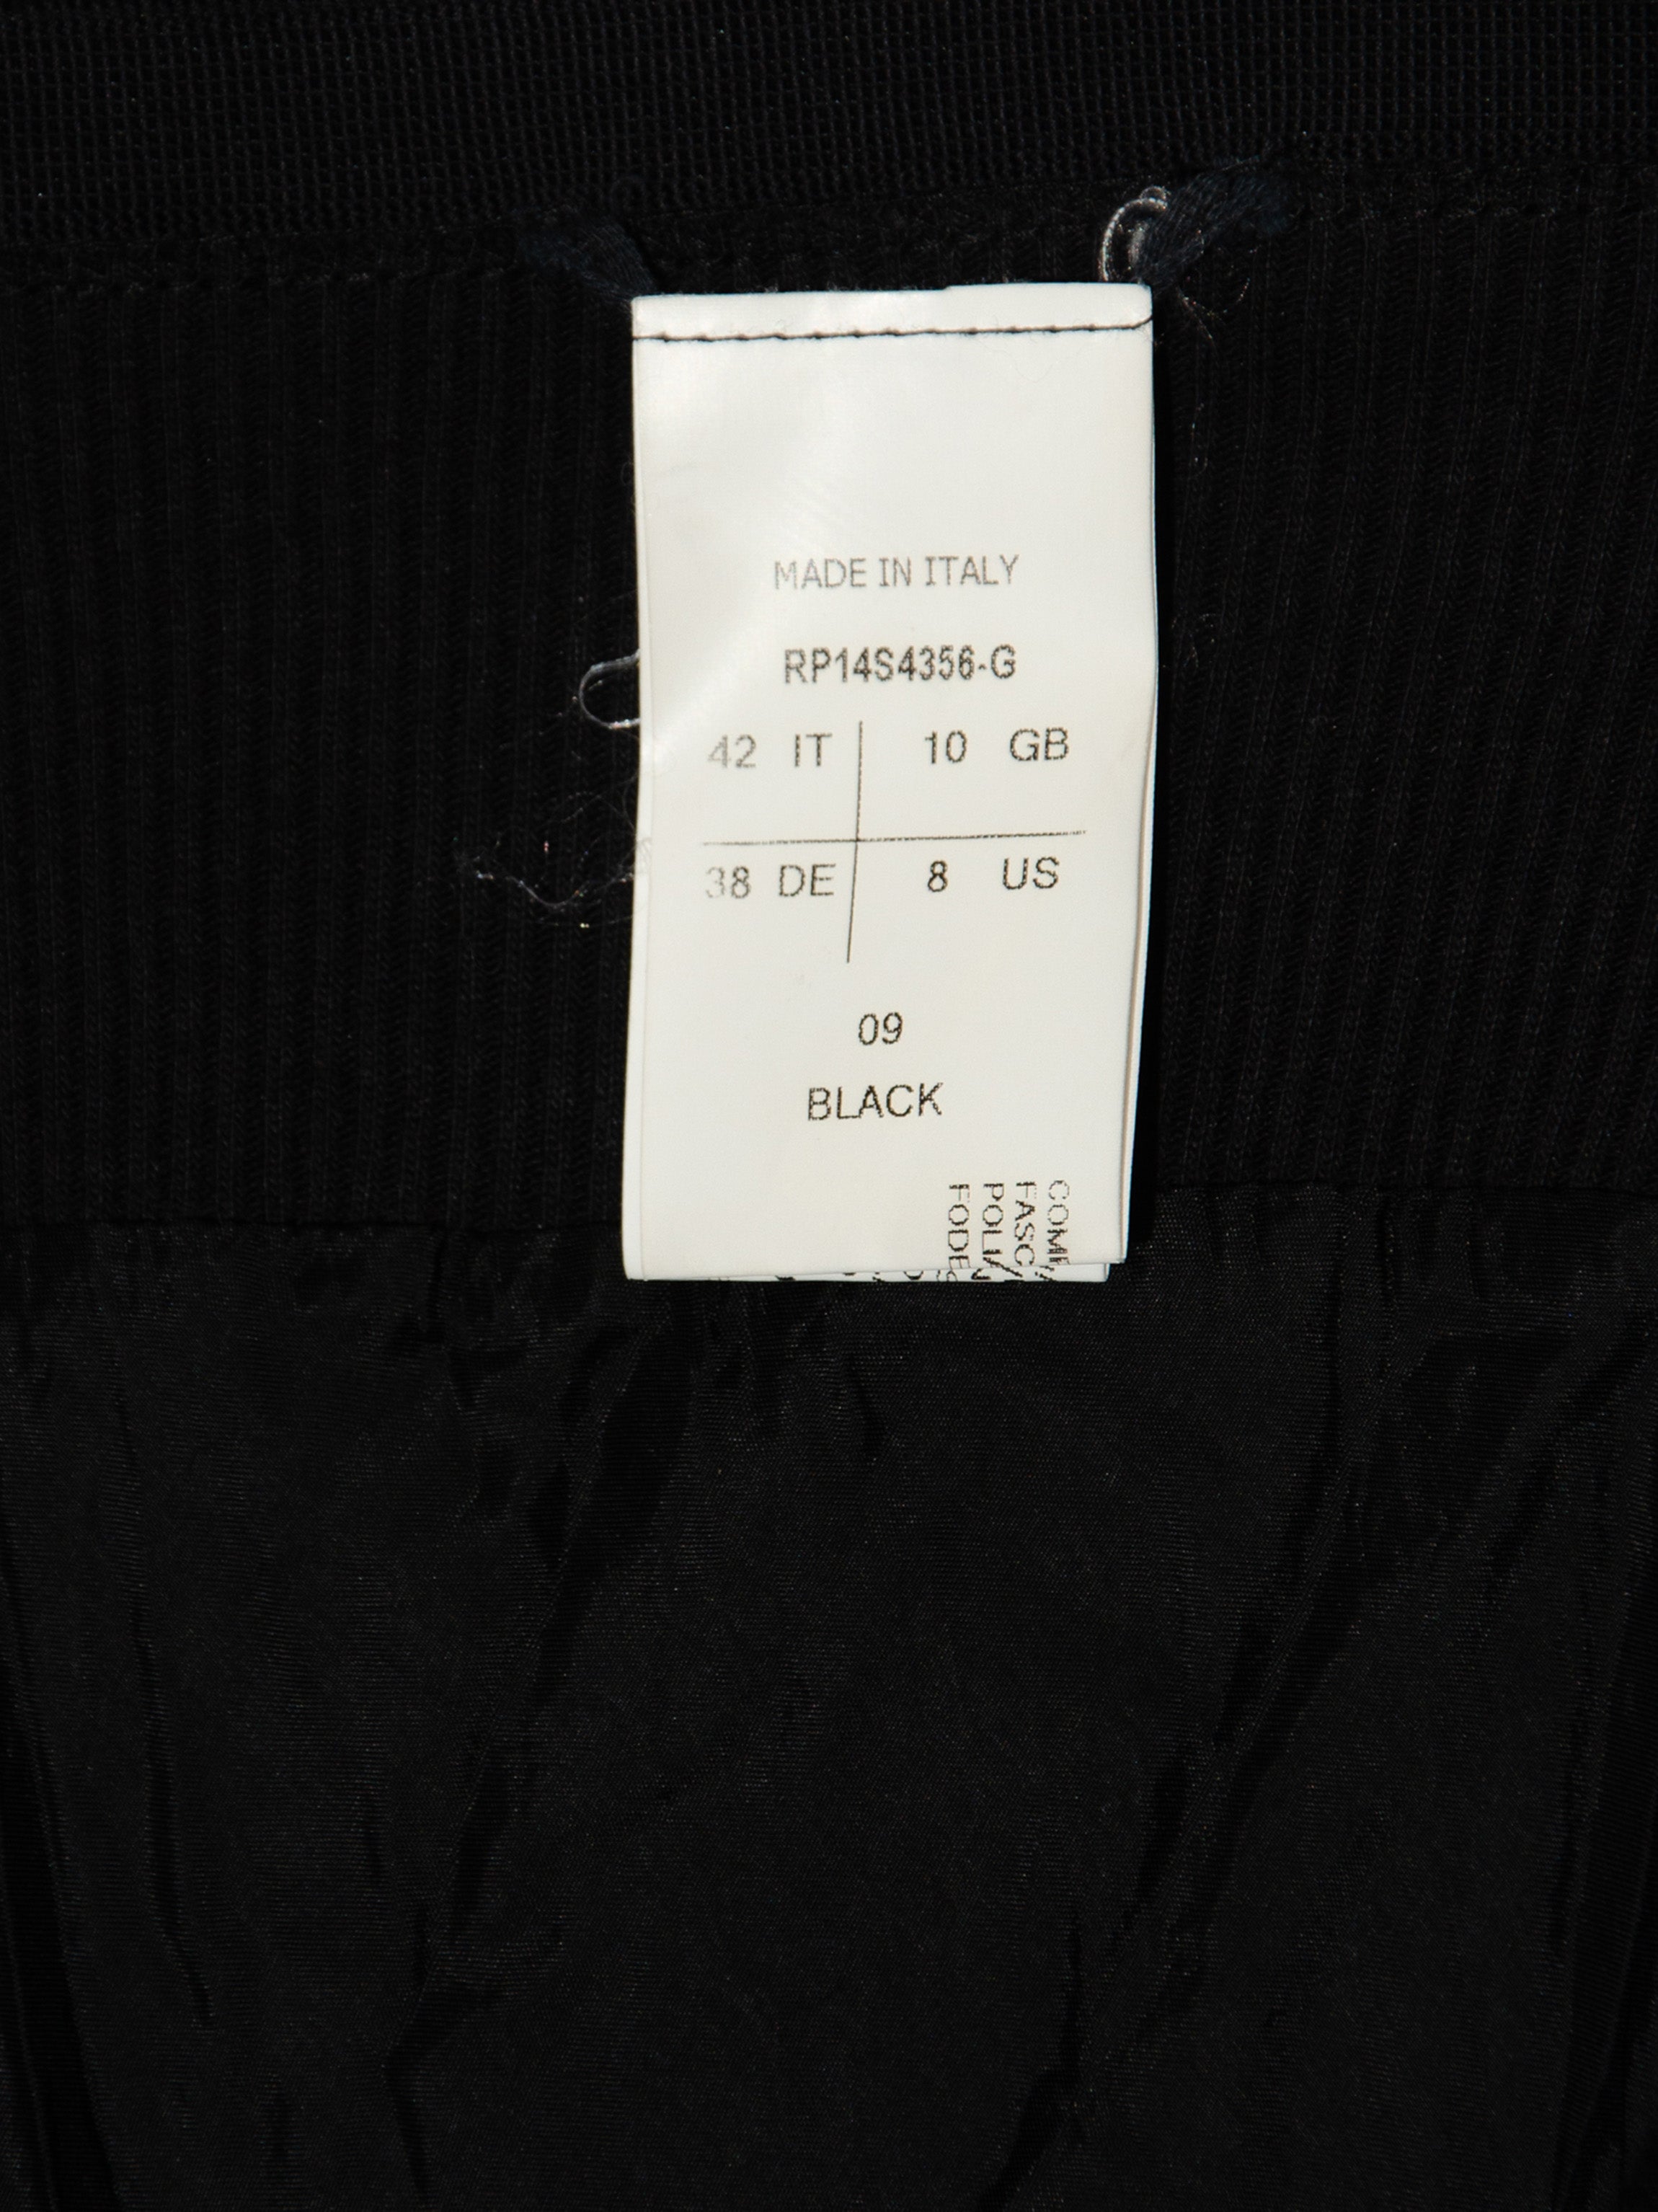 MADE IN ITALY
RP14S4356-G
42 IT 10 GB
38 DE 8 US
09
BLACK